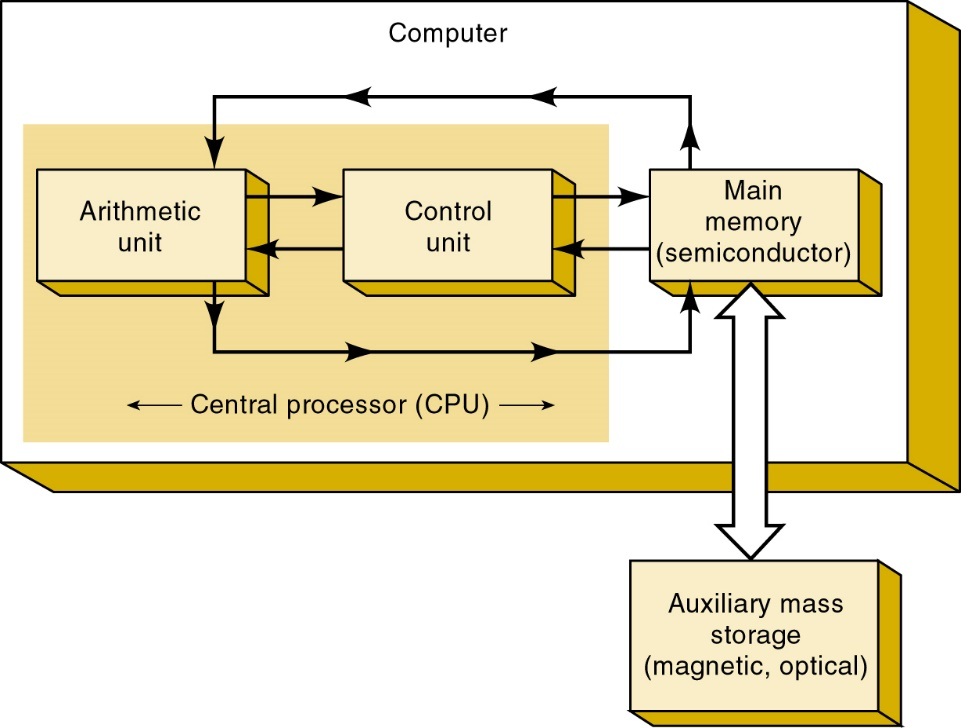 Computer
Arithmetic
unit
Control
unit
Main
memory
(semiconductor)
Central processor (CPU)
Auxiliary mass
storage
(magnetic, optical)